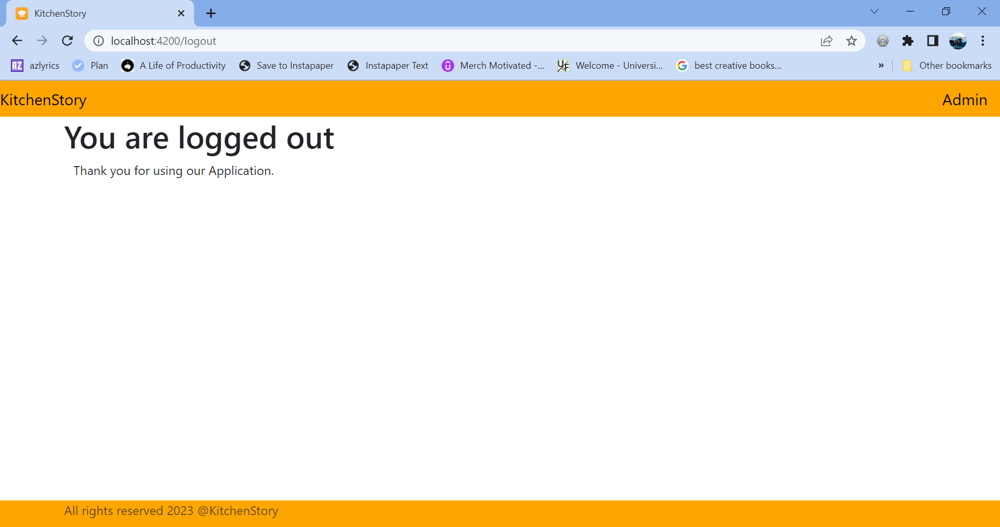 KitchenStory
localhost:4200/logout
azlyrics Plan A Life of Productivity Save to Instapaper Instapaper Text Merch Motivated -... Welcome - Universi... best creative books... » Other bookmarks
KitchenStory Admin
You are logged out
Thank you for using our Application.
All rights reserved 2023 @KitchenStory